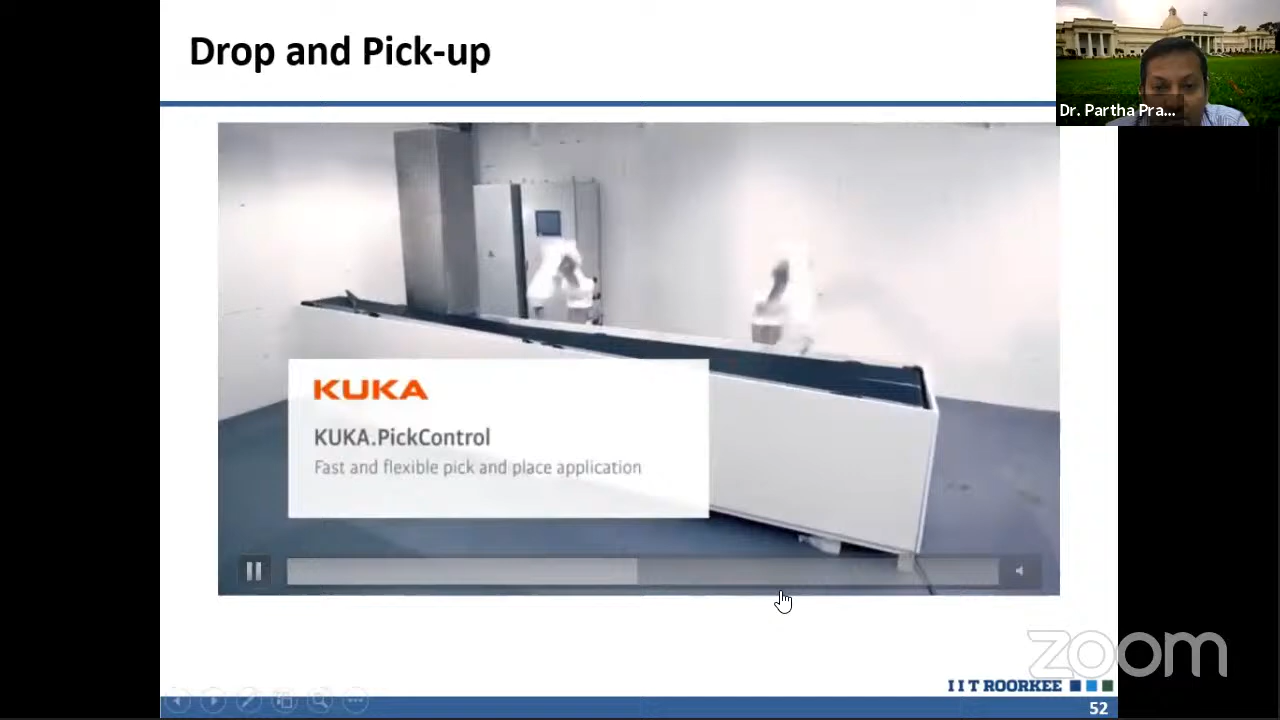 Drop and Pick-up
Dr. Partha Pra...
KUKA
KUKA.PickControl
Fast and flexible pick and place application
zoom
IIT ROORKEE
52